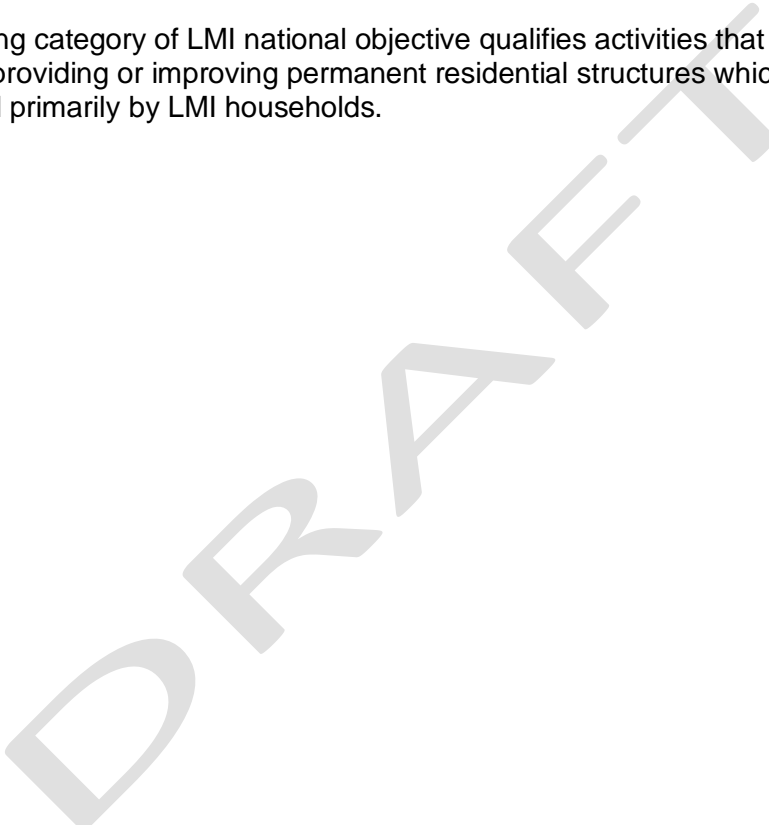 ng category of LMI national objective qualifies activities that
providing or improving permanent residential structures whic
l primarily by LMI households.
DRAFT